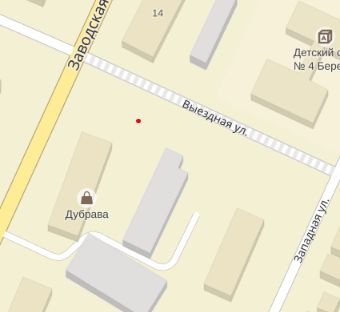 14
Заводская
Детский
№ 4 Бере
Выездная ул.
Дубрава
Западная ул.